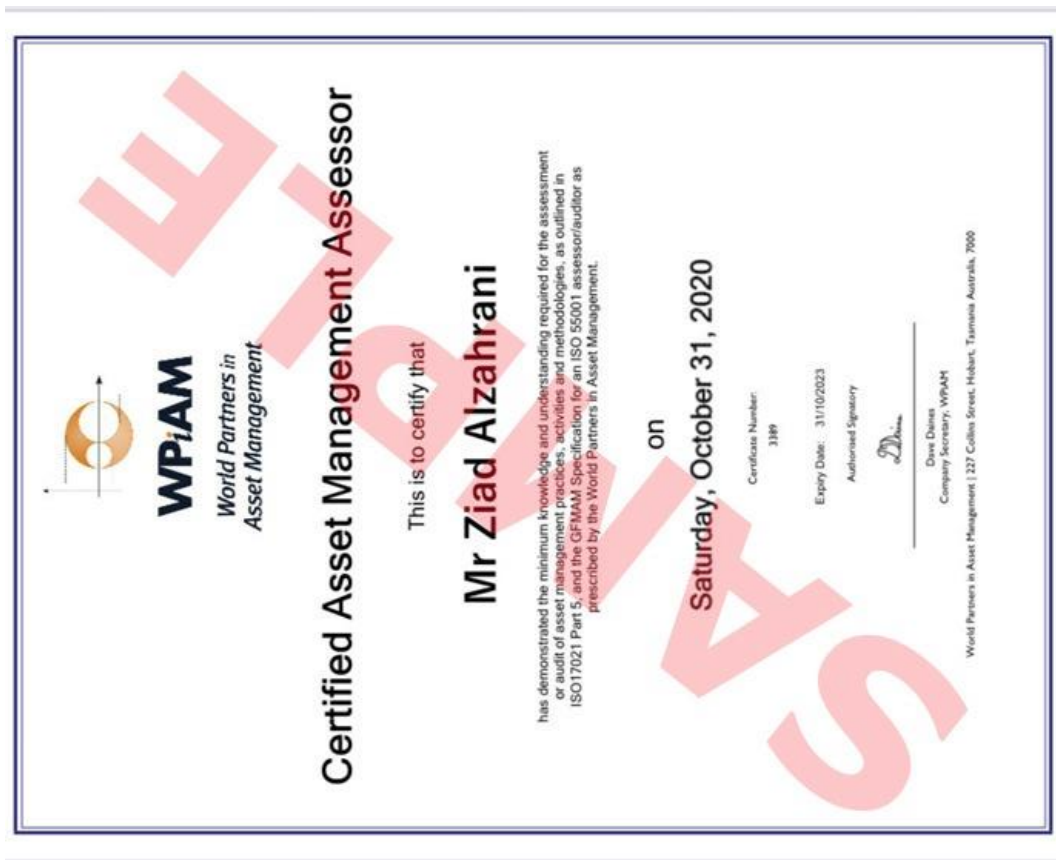 WPiAM
World Partners in
Asset Management
Certified Asset Management Assessor
This is to certify that
Mr Ziad Alzahrani
has demonstrated the minimum knowledge and understanding required for the assessment
or audit of asset management practices, activities and methodologies, as outlined in
ISO17021 Part 5, and the GFMAM Specification for an ISO 55001 assessor/auditor as
prescribed by the World Partners in Asset Management.
on
Saturday, October 31, 2020
Certificate Number:
3389
Expiry Date: 31/10/2023
Authorised Signatory
Dave Daines
Company Secretary, WPiAM
World Partners in Asset Management | 227 Collins Street, Hobart, Tasmania Australia, 7000
SAMPLE